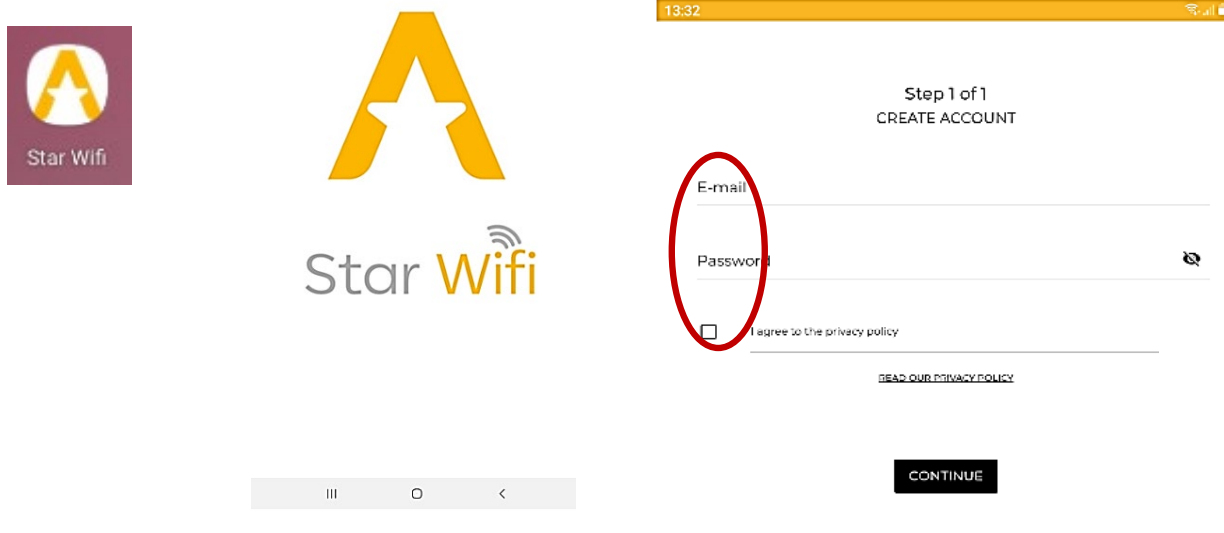 Star Wifi
Star Wifi
13:32
Step 1 of 1
CREATE ACCOUNT
E-mail
Password
I agree to the privacy policy
READ OUR PRIVACY POLICY
CONTINUE